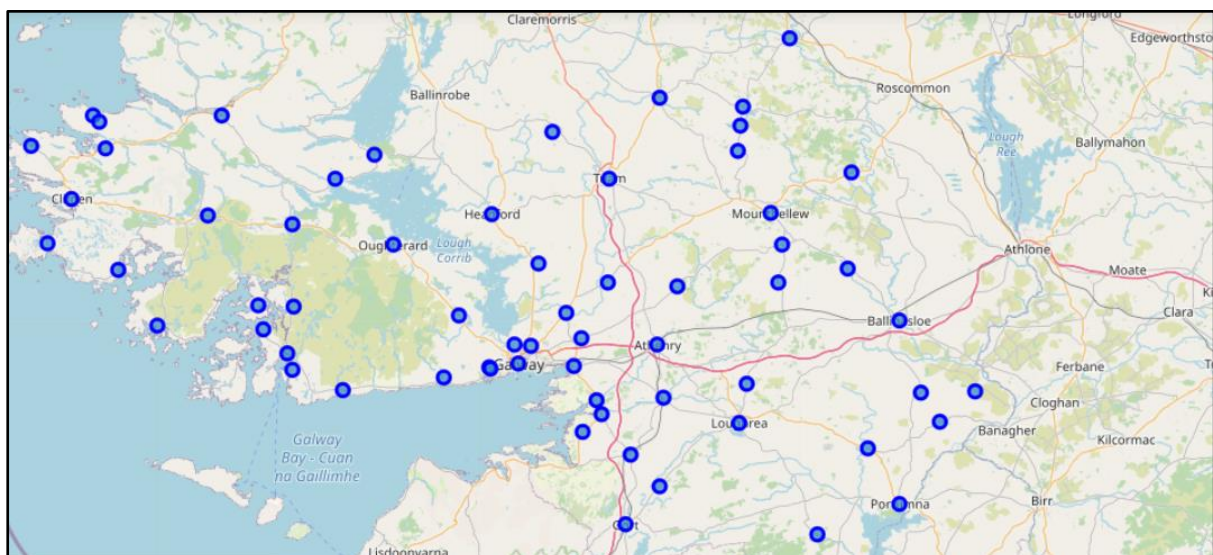 Claremorris
Longford
Edgeworthsto
Ballinrobe
Roscommon
Lough
Ree
Ballymahon
Clifden
Tuam
Headford
Mountbellew
Oughterard
Lough
Corrib
Athlone
Moate
Clara
Ballinasloe
Athenry
Galway
Ferbane
Cloghan
Loughrea
Banagher
Kilcormac
Galway
Bay - Cuan
na Gaillimhe
Portumna
Birr
Gort
Lisdoonvarna